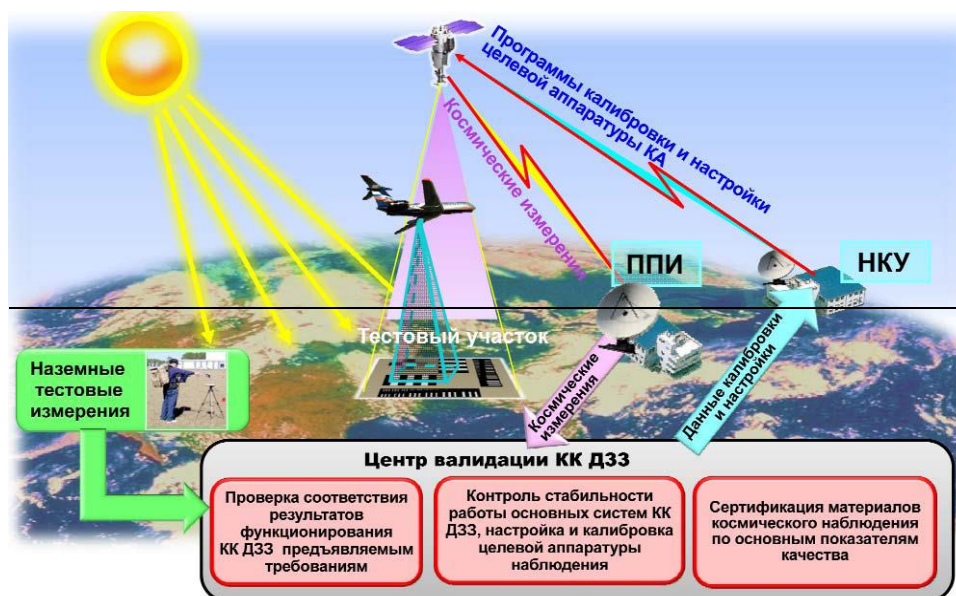 Программы калибровки и настройки
целевой аппаратуры КА
Космические измерения
ППИ
НКУ
Тестовый участок
Наземные
тестовые
измерения
Космические
измерения
Данные калибровки
и настройки
Центр валидации КК ДЗЗ
Проверка соответствия
результатов
функционирования
КК ДЗЗ предъявляемым
требованиям
Контроль стабильности
работы основных систем КК
ДЗЗ, настройка и калибровка
целевой аппаратуры
наблюдения
Сертификация материалов
космического наблюдения
по основным показателям
качества